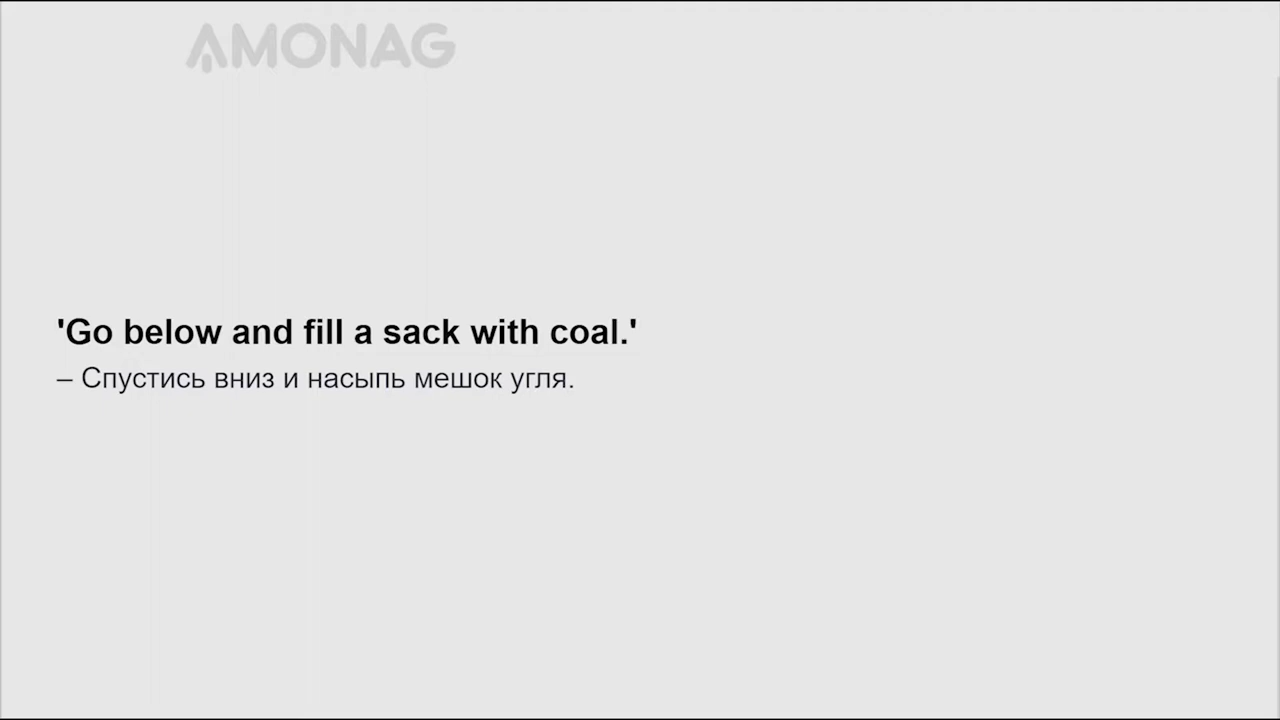 AMONAG
'Go below and fill a sack with coal.'
– Спустись вниз и насыпь мешок угля.